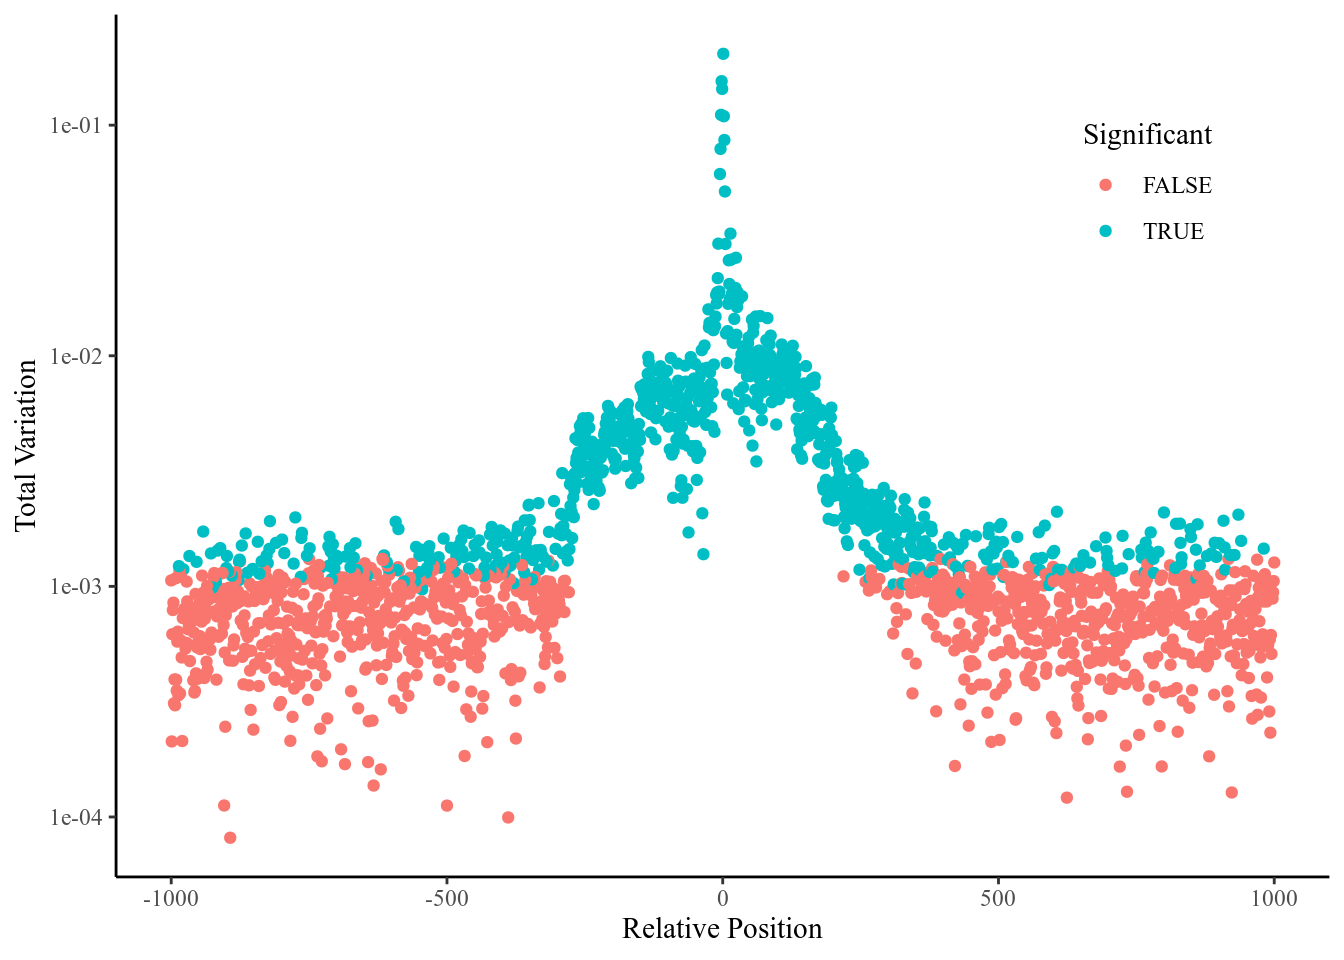 Total Variation
1e-01
1e-02
1e-03
1e-04
Significant
FALSE
TRUE
-1000
-500
0
500
1000
Relative Position